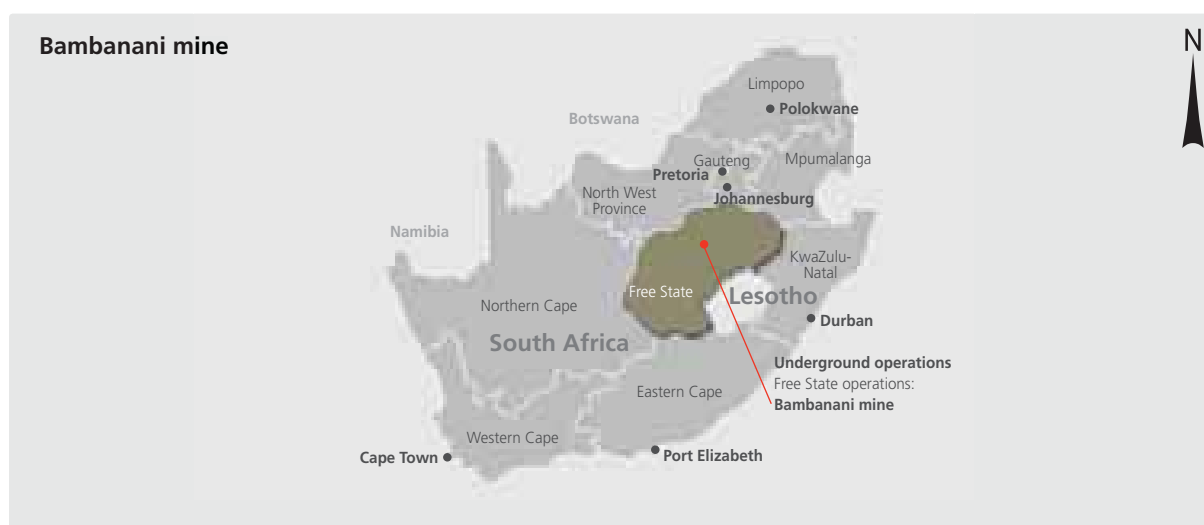 Bambanani mine
N
Limpopo
Polokwane
Botswana
Gauteng
Mpumalanga
Pretoria
North West
Province
Johannesburg
Namibia
KwaZulu-
Natal
Free State
Lesotho
Northern Cape
Durban
South Africa
Underground operations
Free State operations:
Bambanani mine
Eastern Cape
Western Cape
Cape Town
Port Elizabeth